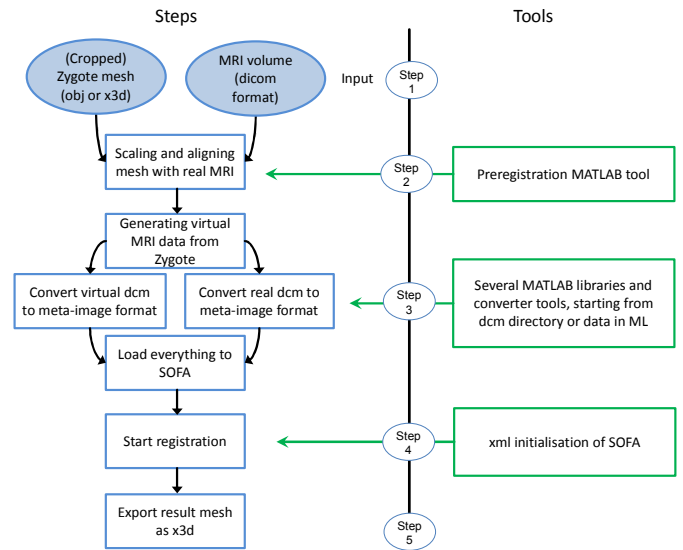 Steps
Tools
(Cropped)
Zygote mesh
(obj or x3d)
MRI volume
(dicom
format)
Input
Step
1
Scaling and aligning
mesh with real MRI
Step
2
Preregistration MATLAB tool
Generating virtual
MRI data from
Zygote
Convert virtual dcm
to meta-image format
Convert real dcm to
meta-image format
Step
3
Several MATLAB libraries and
converter tools, starting from
dcm directory or data in ML
Load everything to
SOFA
Start registration
Step
4
xml initialisation of SOFA
Export result mesh
as x3d
Step
5